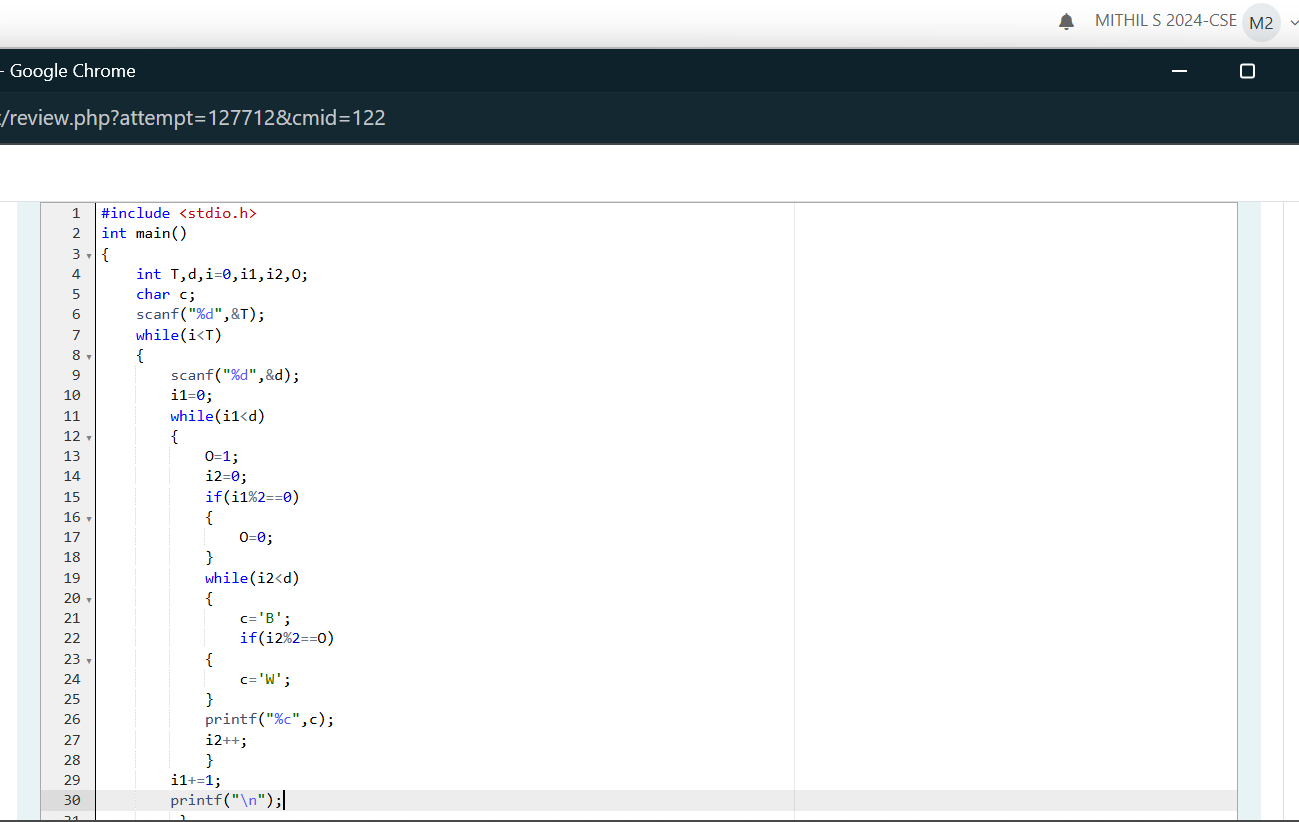 MITHIL S 2024-CSE M2
- Google Chrome
/review.php?attempt=127712&cmid=122
1 #include <stdio.h>
2 int main()
3 {
4     int T,d,i=0,i1,i2,O;
5     char c;
6     scanf("%d",&T);
7     while(i<T)
8     {
9         scanf("%d",&d);
10         i1=0;
11         while(i1<d)
12         {
13             O=1;
14             i2=0;
15             if(i1%2==0)
16             {
17                 O=0;
18             }
19             while(i2<d)
20             {
21                 c='B';
22                 if(i2%2==O)
23             {
24                 c='W';
25             }
26             printf("%c",c);
27             i2++;
28             }
29         i1+=1;
30         printf("\n");
31          }